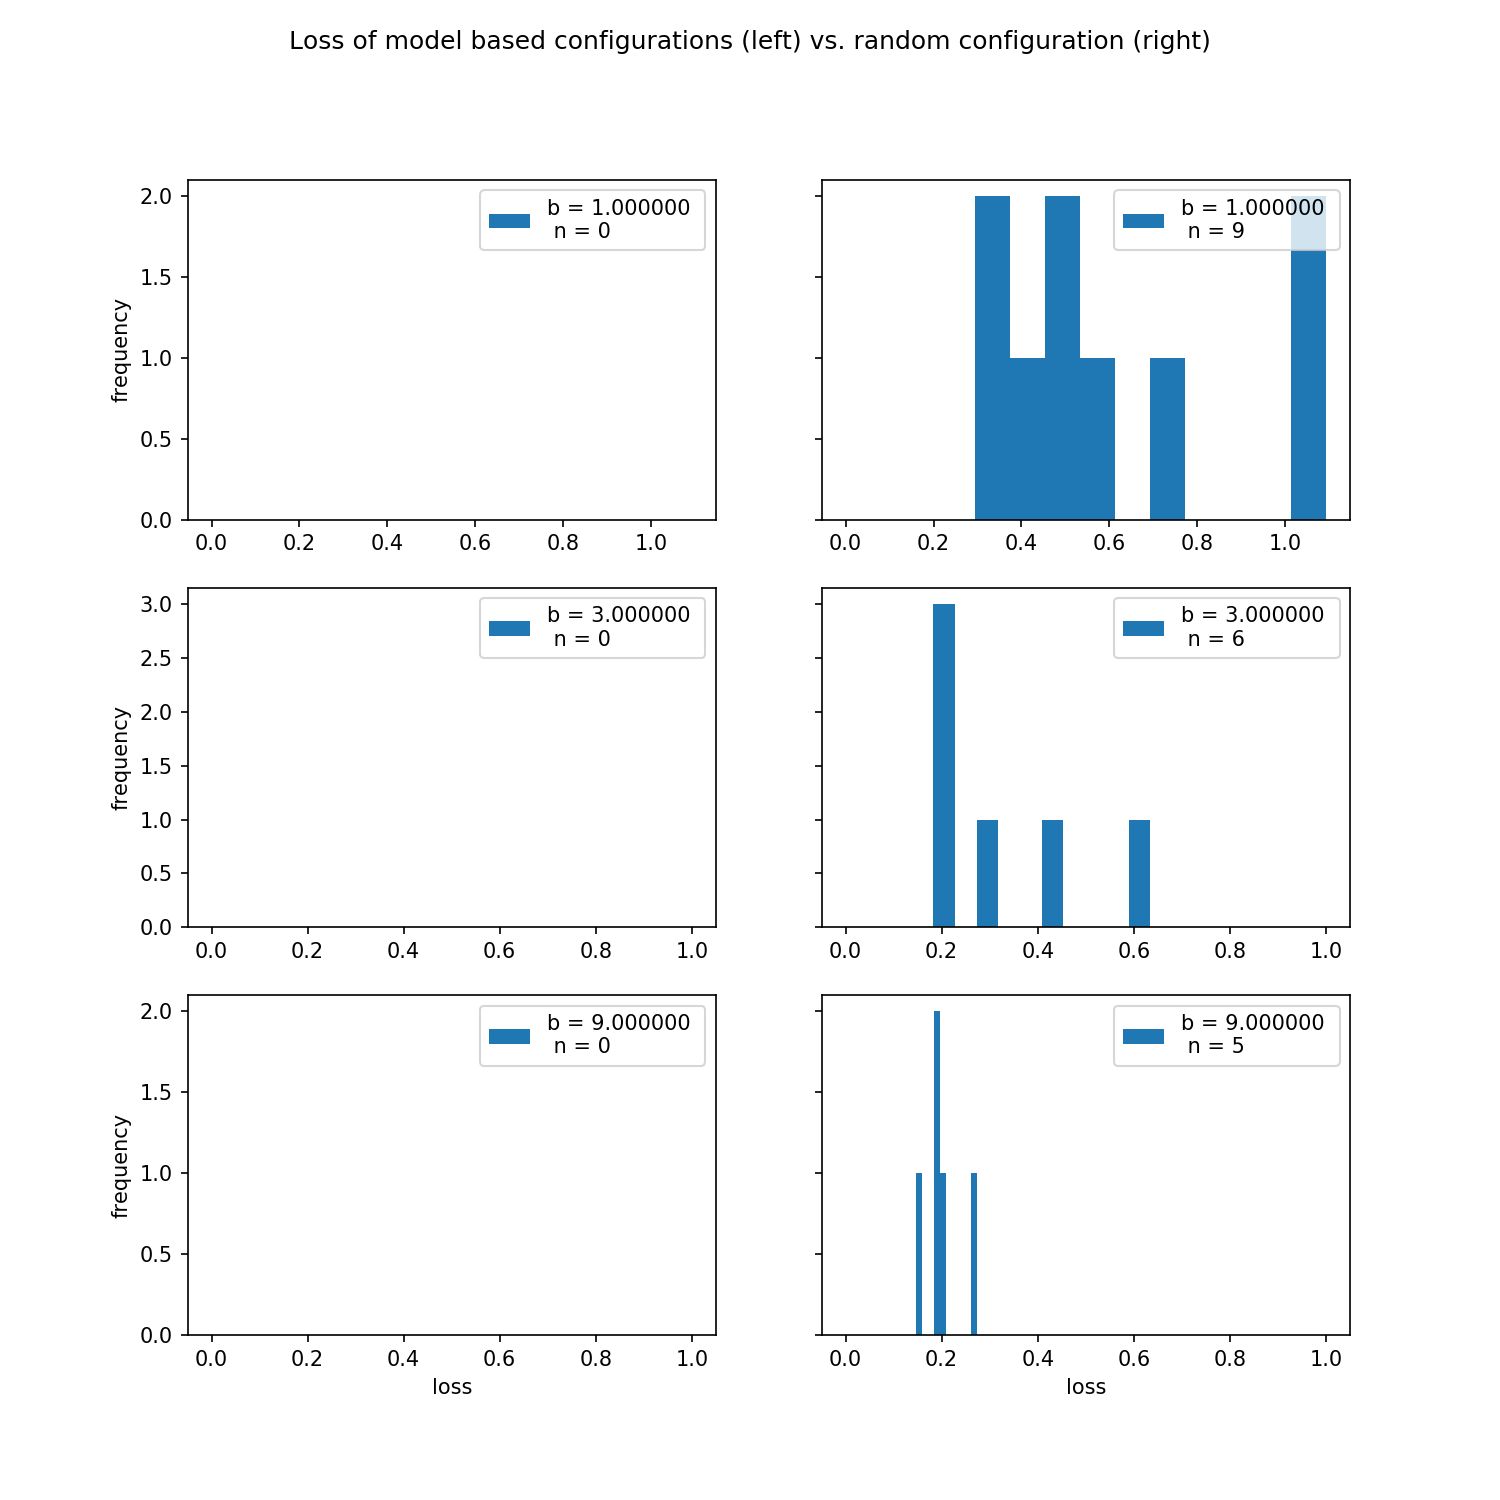 Loss of model based configurations (left) vs. random configuration (right)
2.0
1.5
1.0
0.5
0.0
frequency
b = 1.000000
n = 0
0.0 0.2 0.4 0.6 0.8 1.0
b = 1.000000
n = 9
0.0 0.2 0.4 0.6 0.8 1.0
3.0
2.5
2.0
1.5
1.0
0.5
0.0
frequency
b = 3.000000
n = 0
0.0 0.2 0.4 0.6 0.8 1.0
b = 3.000000
n = 6
0.0 0.2 0.4 0.6 0.8 1.0
2.0
1.5
1.0
0.5
0.0
frequency
b = 9.000000
n = 0
0.0 0.2 0.4 0.6 0.8 1.0
loss
b = 9.000000
n = 5
0.0 0.2 0.4 0.6 0.8 1.0
loss